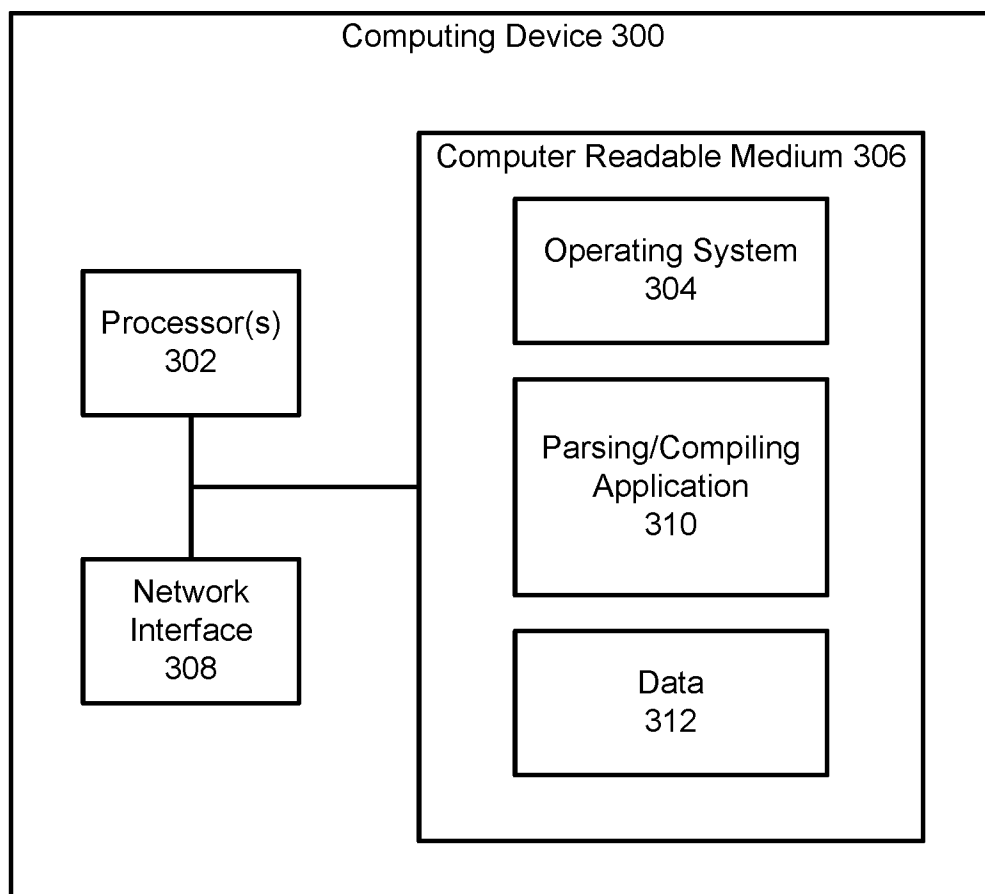 Computing Device 300
Computer Readable Medium 306
Operating System
304
Processor(s)
302
Parsing/Compiling
Application
310
Network
Interface
308
Data
312